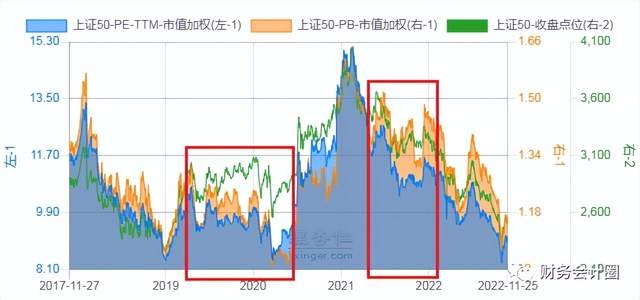 上证50-PE-TTM-市值加权(左-1) 上证50-PB-市值加权(右-1) 上证50-收盘点位(右-2)
15.30 1.66 4,100
13.50 1.50 3,600
11.70 1.34 3,100
9.90 1.18 2,600
8.10
左-1
右-1
右-2
xinger.com
财务会计圈
2017-11-27 2019 2020 2021 2022 2022-11-25